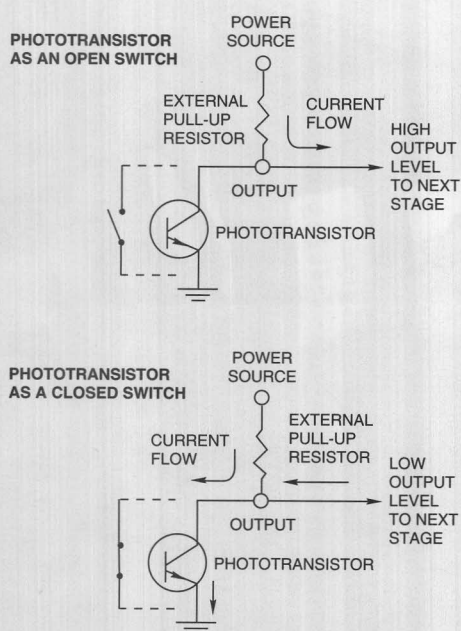 PHOTOTRANSISTOR
AS AN OPEN SWITCH
POWER
SOURCE
EXTERNAL
PULL-UP
RESISTOR
CURRENT
FLOW
HIGH
OUTPUT
LEVEL
TO NEXT
STAGE
OUTPUT
PHOTOTRANSISTOR
PHOTOTRANSISTOR
AS A CLOSED SWITCH
POWER
SOURCE
CURRENT
FLOW
EXTERNAL
PULL-UP
RESISTOR
LOW
OUTPUT
LEVEL
TO NEXT
STAGE
OUTPUT
PHOTOTRANSISTOR